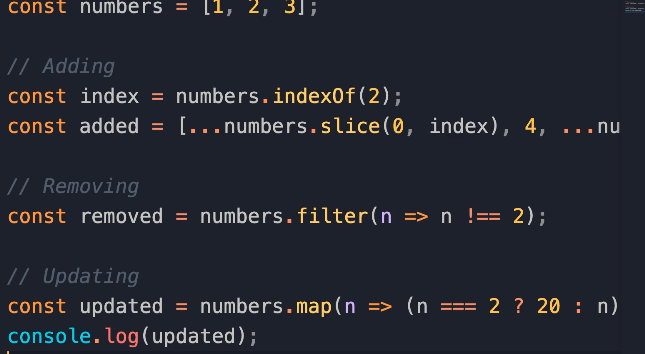 const numbers = [1, 2, 3];
// Adding
const index = numbers.indexOf(2);
const added = [...numbers.slice(0, index), 4, ...nu
// Removing
const removed = numbers.filter(n => n !== 2);
// Updating
const updated = numbers.map(n => (n === 2 ? 20 : n)
console.log(updated);